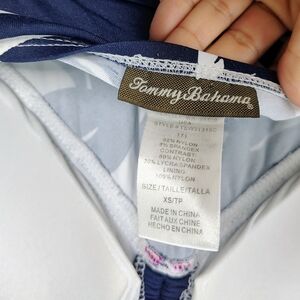 Tommy Bahama
USA
82% NYLON
18% SPANDEX
CONTRAST
80% NYLON
20% LYCRA SPANDEX
LINING
100% NYLON
SIZE/TAILLE/TALLA
XS/TP
MADE IN CHINA
FAIT AUX CHINE
HECHO EN CHINA